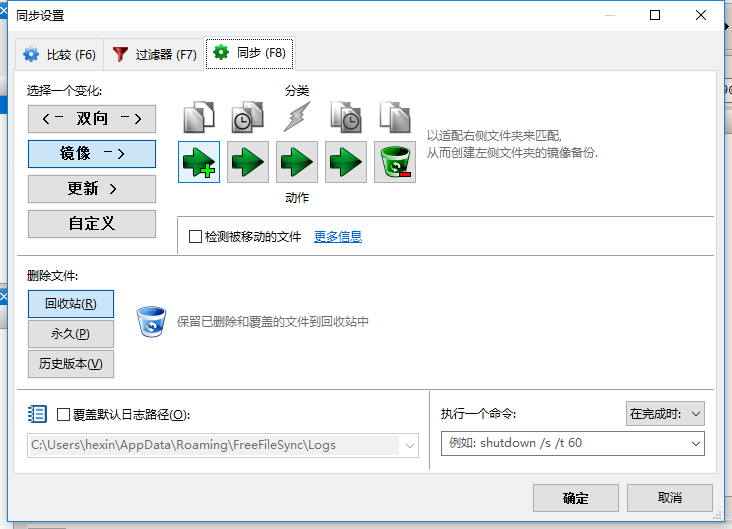 同步设置
比较 (F6)
过滤器 (F7)
同步 (F8)
选择一个变化:
分类
<− 双向 −>
镜像 −>
更新 >
自定义
以适配右侧文件夹来匹配,
从而创建左侧文件夹的镜像备份.
动作
检测被移动的文件
更多信息
删除文件:
回收站(R)
永久(P)
历史版本(V)
保留已删除和覆盖的文件到回收站中
覆盖默认日志路径(O):
C:\Users\hexin\AppData\Roaming\FreeFileSync\Logs
执行一个命令:
在完成时:
例如: shutdown /s /t 60
确定
取消